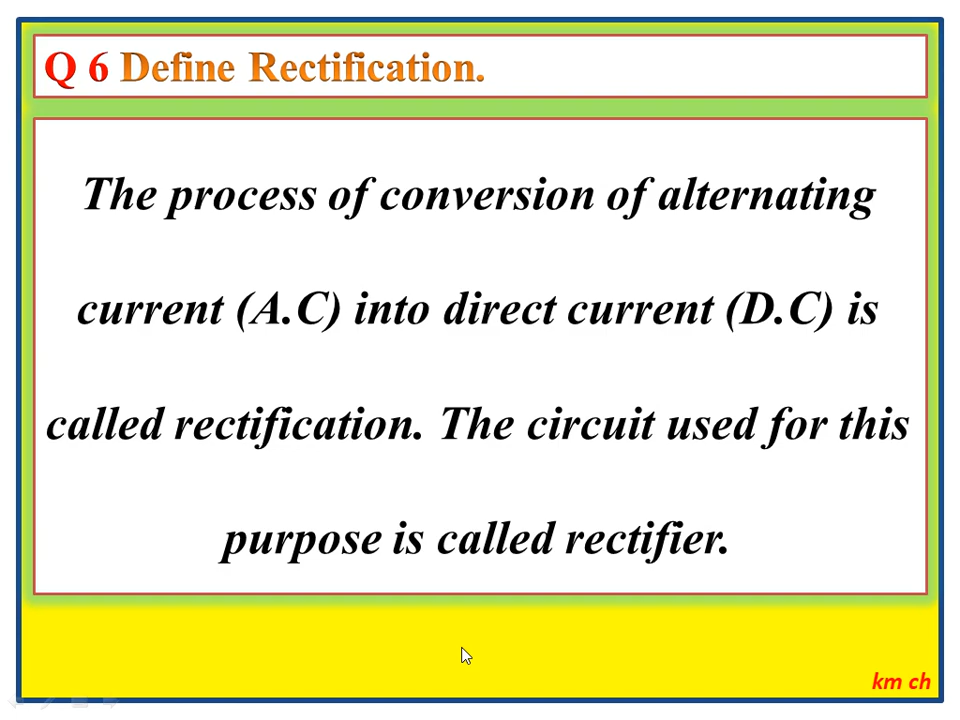 Q 6 Define Rectification.
The process of conversion of alternating
current (A.C) into direct current (D.C) is
called rectification. The circuit used for this
purpose is called rectifier.
km ch